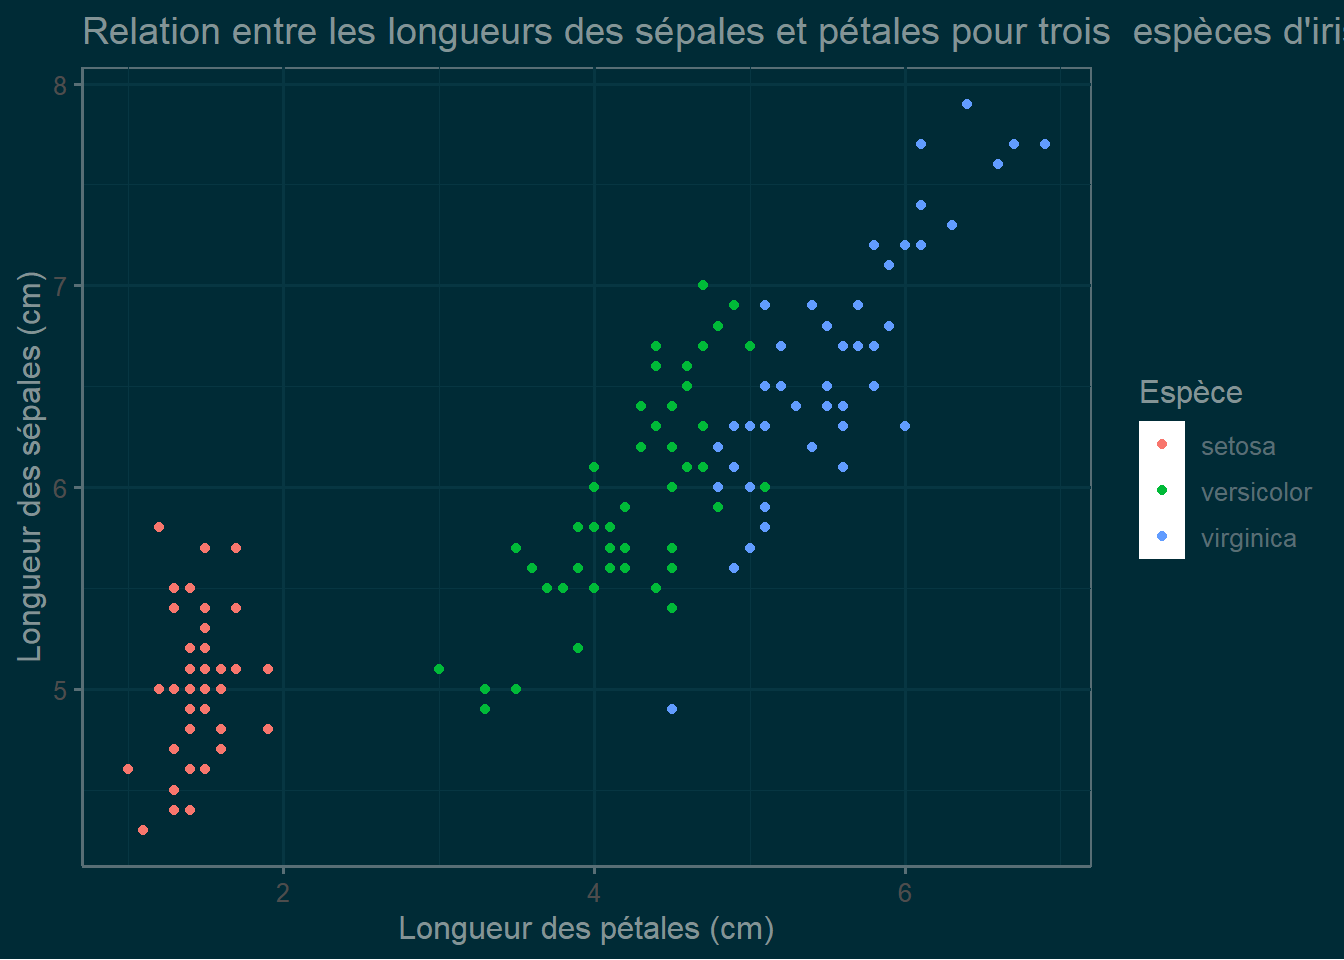 Relation entre les longueurs des sépales et pétales pour trois  espèces d'iri
8
7
6
5
Longueur des sépales (cm)
2
4
6
Longueur des pétales (cm)
Espèce
setosa
versicolor
virginica